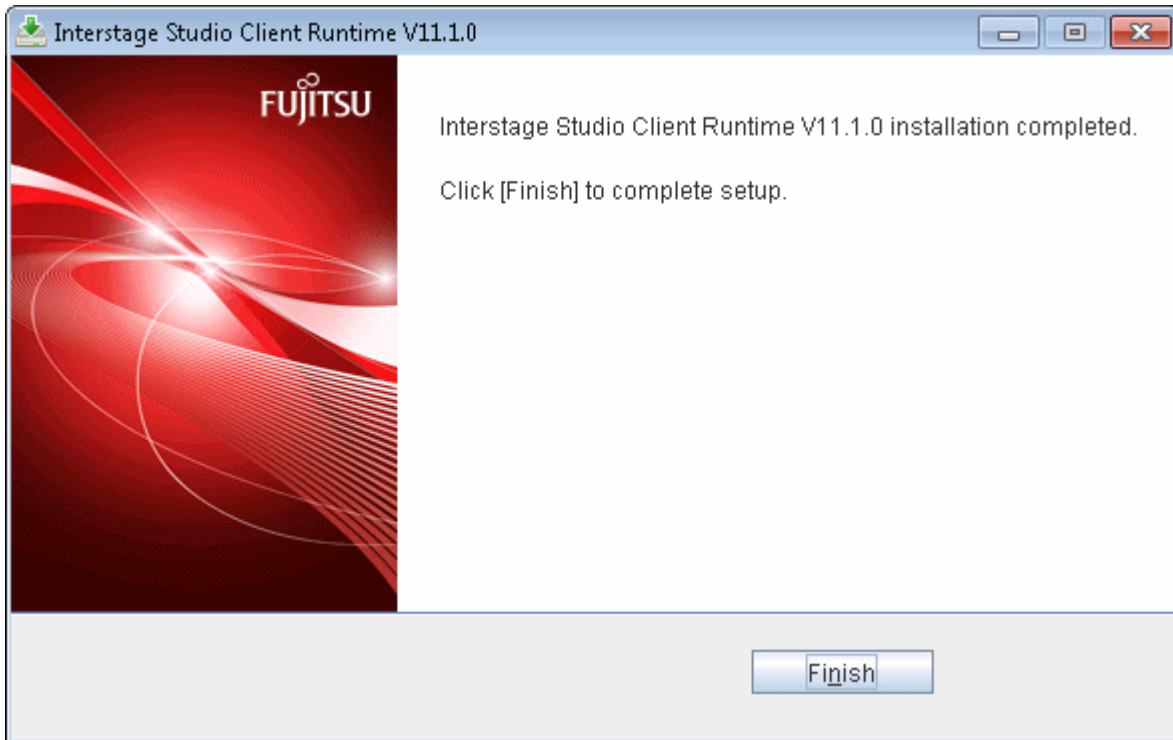 Interstage Studio Client Runtime V11.1.0
FUJITSU
Interstage Studio Client Runtime V11.1.0 installation completed.
Click [Finish] to complete setup.
Finish